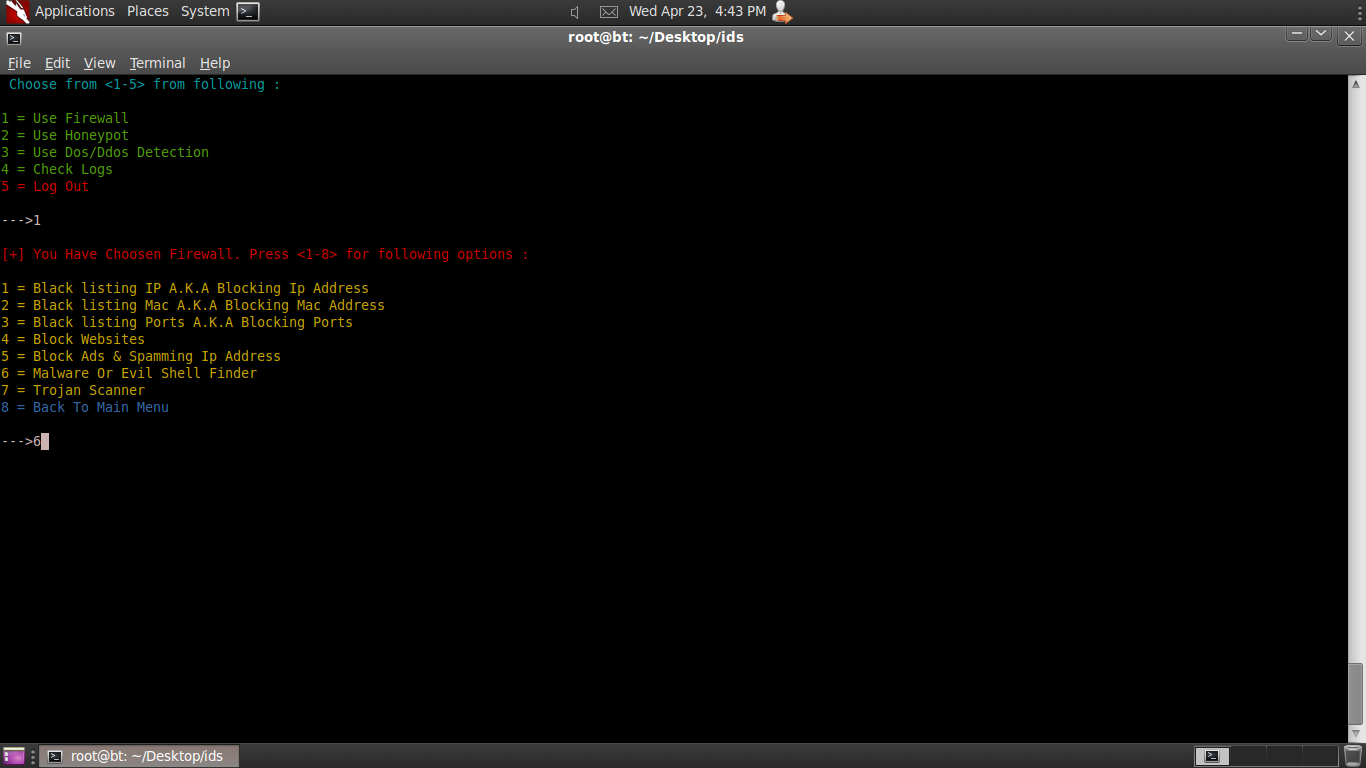 Applications Places System Wed Apr 23, 4:43 PM
root@bt: ~/Desktop/ids
File Edit View Terminal Help
Choose from <1-5> from following :
1 = Use Firewall
2 = Use Honeypot
3 = Use Dos/Ddos Detection
4 = Check Logs
5 = Log Out
--->1
[+] You Have Choosen Firewall. Press <1-8> for following options :
1 = Black listing IP A.K.A Blocking Ip Address
2 = Black listing Mac A.K.A Blocking Mac Address
3 = Black listing Ports A.K.A Blocking Ports
4 = Block Websites
5 = Block Ads & Spamming Ip Address
6 = Malware Or Evil Shell Finder
7 = Trojan Scanner
8 = Back To Main Menu
--->6
root@bt: ~/Desktop/ids